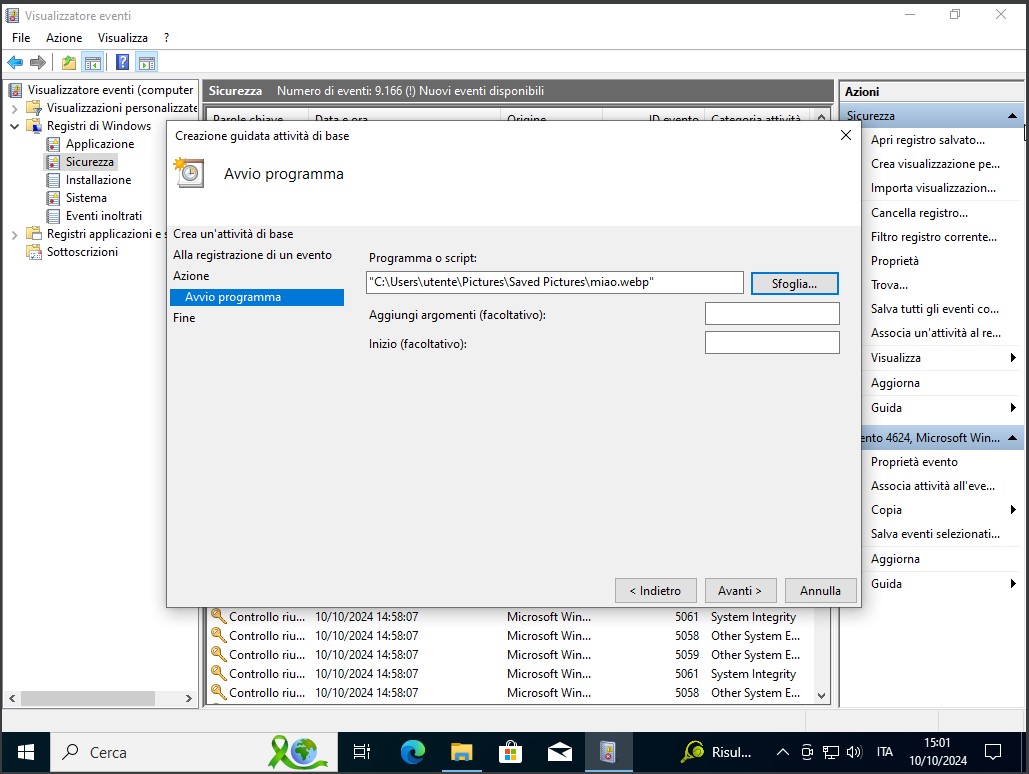 Visualizzatore eventi
File Azione Visualizza ?
Visualizzatore eventi (computer
Visualizzazioni personalizzate
Registri di Windows
Applicazione
Sicurezza
Installazione
Sistema
Eventi inoltrati
Registri applicazioni e s
Sottoscrizioni
Sicurezza Numero di eventi: 9.166 (!) Nuovi eventi disponibili
Parole chiave Data e ora Origine ID evento Categoria attività
Creazione guidata attività di base
Avvio programma
Crea un'attività di base
Alla registrazione di un evento
Azione
Avvio programma
Fine
Programma o script:
"C:\Users\utente\Pictures\Saved Pictures\miao.webp"
Sfoglia...
Aggiungi argomenti (facoltativo):
Inizio (facoltativo):
< Indietro Avanti > Annulla
Controllo riu... 10/10/2024 14:58:07 Microsoft Win... 5061 System Integrity
Controllo riu... 10/10/2024 14:58:07 Microsoft Win... 5058 Other System E...
Controllo riu... 10/10/2024 14:58:07 Microsoft Win... 5059 Other System E...
Controllo riu... 10/10/2024 14:58:07 Microsoft Win... 5061 System Integrity
Controllo riu... 10/10/2024 14:58:07 Microsoft Win... 5058 Other System E...
Azioni
Sicurezza
Apri registro salvato...
Crea visualizzazione pe...
Importa visualizzazion...
Cancella registro...
Filtro registro corrente...
Proprietà
Trova...
Salva tutti gli eventi co...
Associa un'attività al re...
Visualizza
Aggiorna
Guida
ento 4624, Microsoft Win...
Proprietà evento
Associa attività all'eve...
Copia
Salva eventi selezionati...
Aggiorna
Guida
Cerca
Risul...
ITA
15:01
10/10/2024